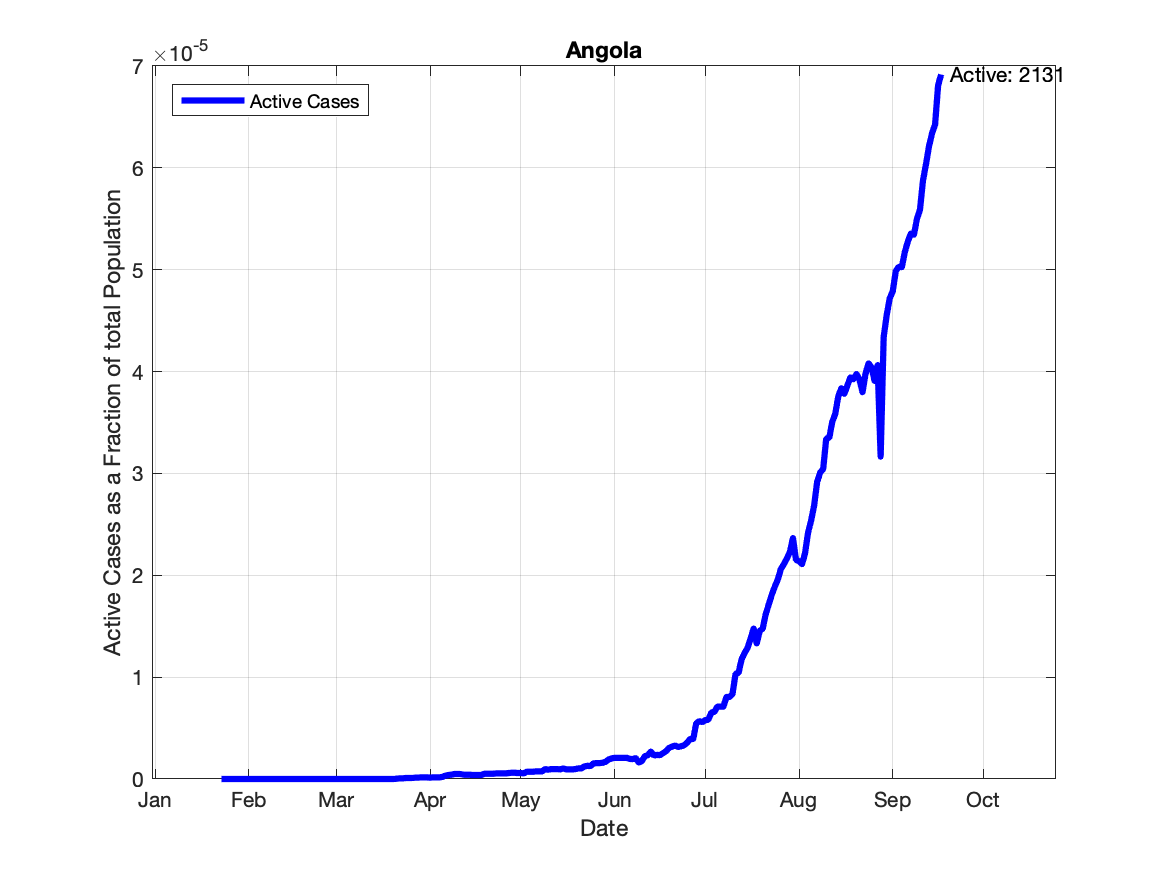 Angola
×10-5
Active: 2131
Active Cases
7
6
5
4
3
2
1
0
Active Cases as a Fraction of total Population
Jan Feb Mar Apr May Jun Jul Aug Sep Oct
Date